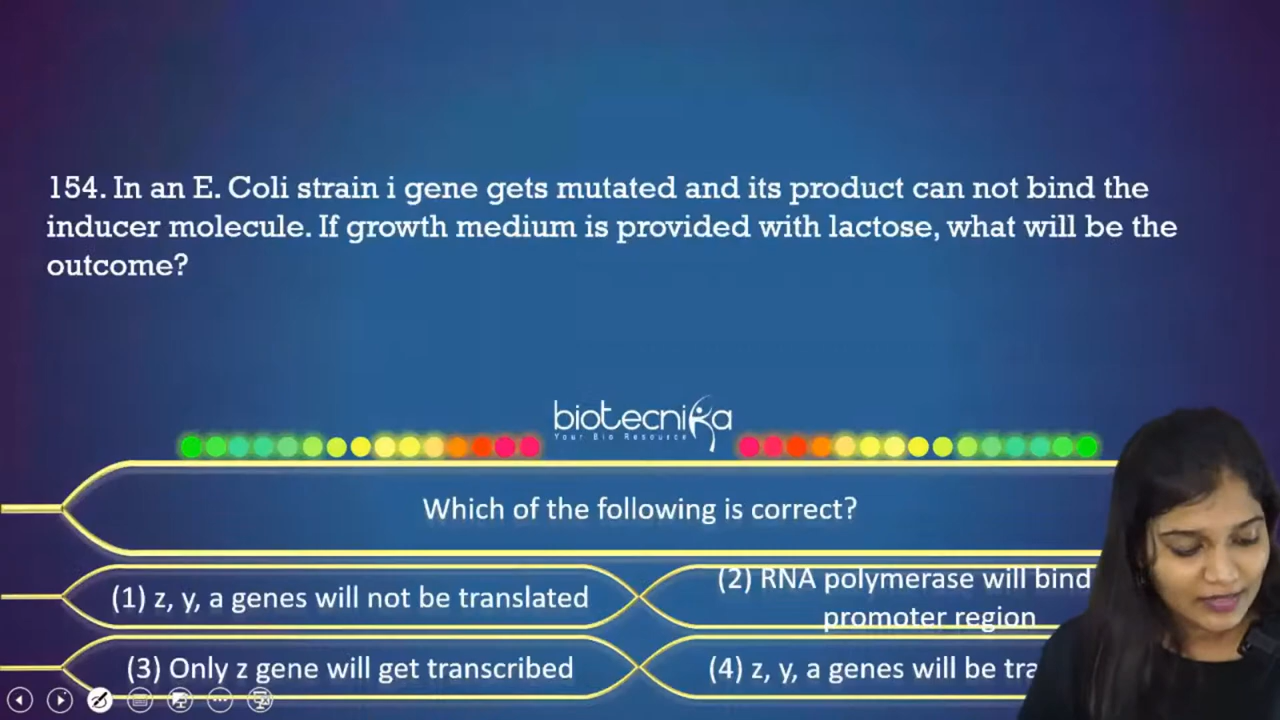 154. In an E. Coli strain i gene gets mutated and its product can not bind the
inducer molecule. If growth medium is provided with lactose, what will be the
outcome?
biotecnika
Your Bio Resource
Which of the following is correct?
(1) z, y, a genes will not be translated
(2) RNA polymerase will bind
promoter region
(3) Only z gene will get transcribed
(4) z, y, a genes will be